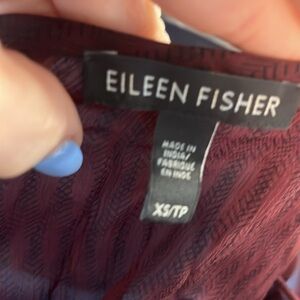 EILEEN FISHER
MADE IN
INDIA/
FABRIQUÉ
EN INDE
XS/TP